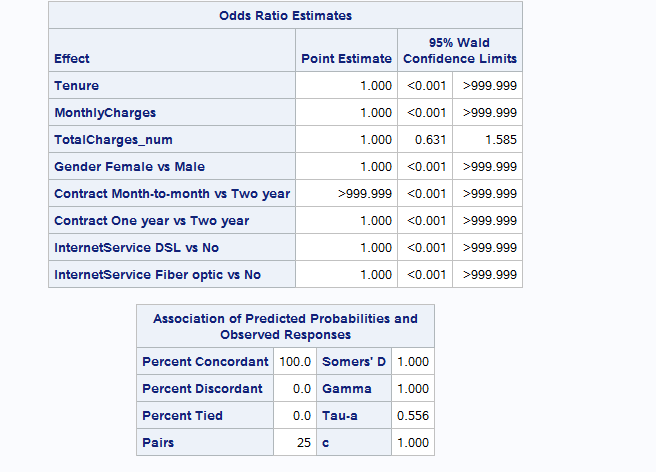 Odds Ratio Estimates
Effect Point Estimate 95% Wald Confidence Limits
Tenure 1.000 <0.001 >999.999
MonthlyCharges 1.000 <0.001 >999.999
TotalCharges_num 1.000 0.631 1.585
Gender Female vs Male 1.000 <0.001 >999.999
Contract Month-to-month vs Two year >999.999 <0.001 >999.999
Contract One year vs Two year 1.000 <0.001 >999.999
InternetService DSL vs No 1.000 <0.001 >999.999
InternetService Fiber optic vs No 1.000 <0.001 >999.999
Association of Predicted Probabilities and
Observed Responses
Percent Concordant 100.0 Somers' D 1.000
Percent Discordant 0.0 Gamma 1.000
Percent Tied 0.0 Tau-a 0.556
Pairs 25 c 1.000